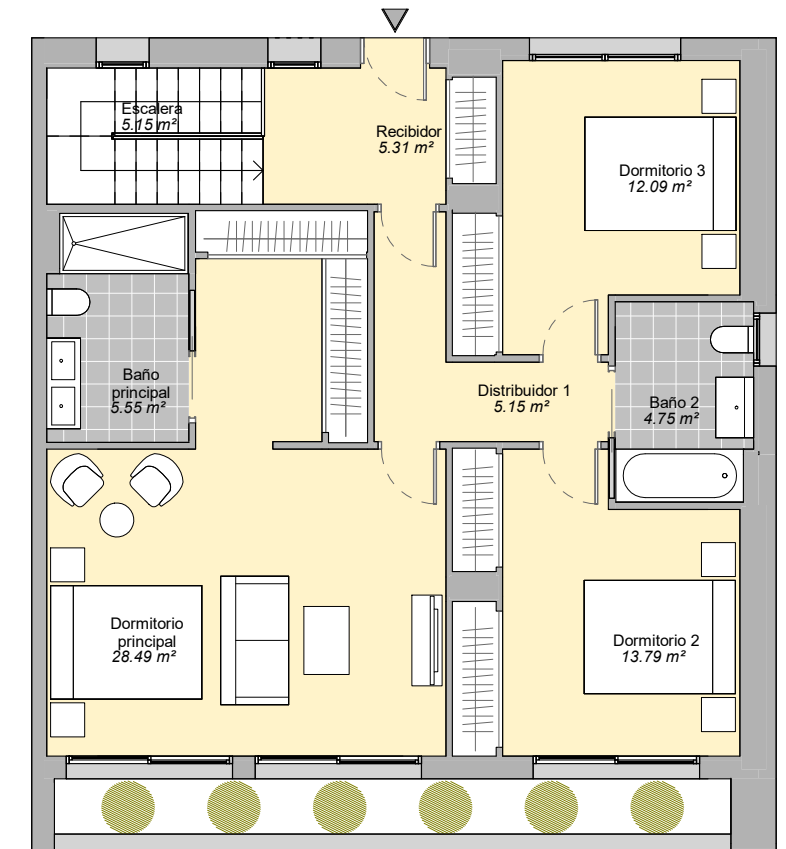 Escalera
5.15 m²
Recibidor
5.31 m²
Dormitorio 3
12.09 m²
Baño
principal
5.55 m²
Distribuidor 1
5.15 m²
Baño 2
4.75 m²
Dormitorio
principal
28.49 m²
Dormitorio 2
13.79 m²